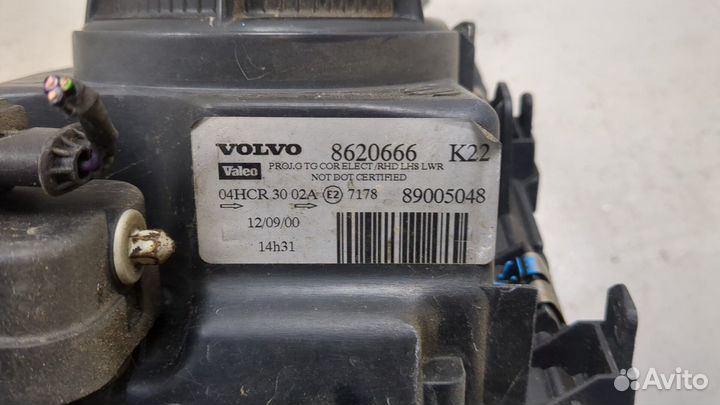 VOLVO 8620666 K22
Valeo PROJ.G TG COR ELECT /RHD LHS LWR
NOT DOT CERTIFIED
04HCR 30 02A E2 7178 89005048
12/09/00
14h31
Avito